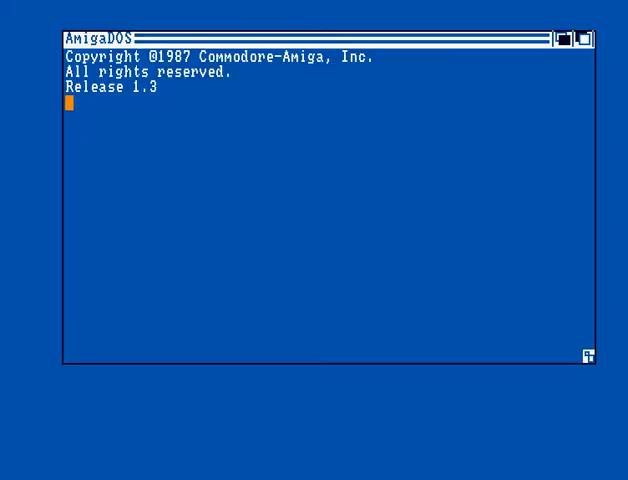 AmigaDOS
Copyright @1987 Commodore-Amiga, Inc.
All rights reserved.
Release 1.3